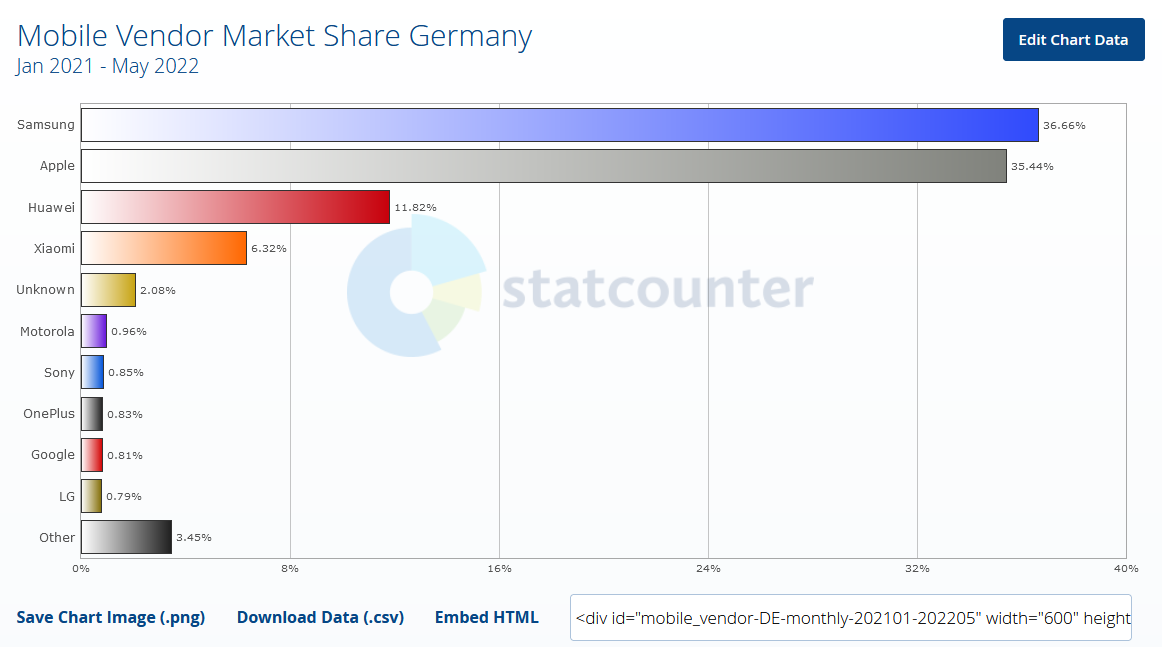 Mobile Vendor Market Share Germany
Jan 2021 - May 2022
Edit Chart Data
Samsung 36.66%
Apple 35.44%
Huawei 11.82%
Xiaomi 6.32%
Unknown 2.08%
Motorola 0.96%
Sony 0.85%
OnePlus 0.83%
Google 0.81%
LG 0.79%
Other 3.45%
statcounter
0% 8% 16% 24% 32% 40%
Save Chart Image (.png) Download Data (.csv) Embed HTML <div id="mobile_vendor-DE-monthly-202101-202205" width="600" height